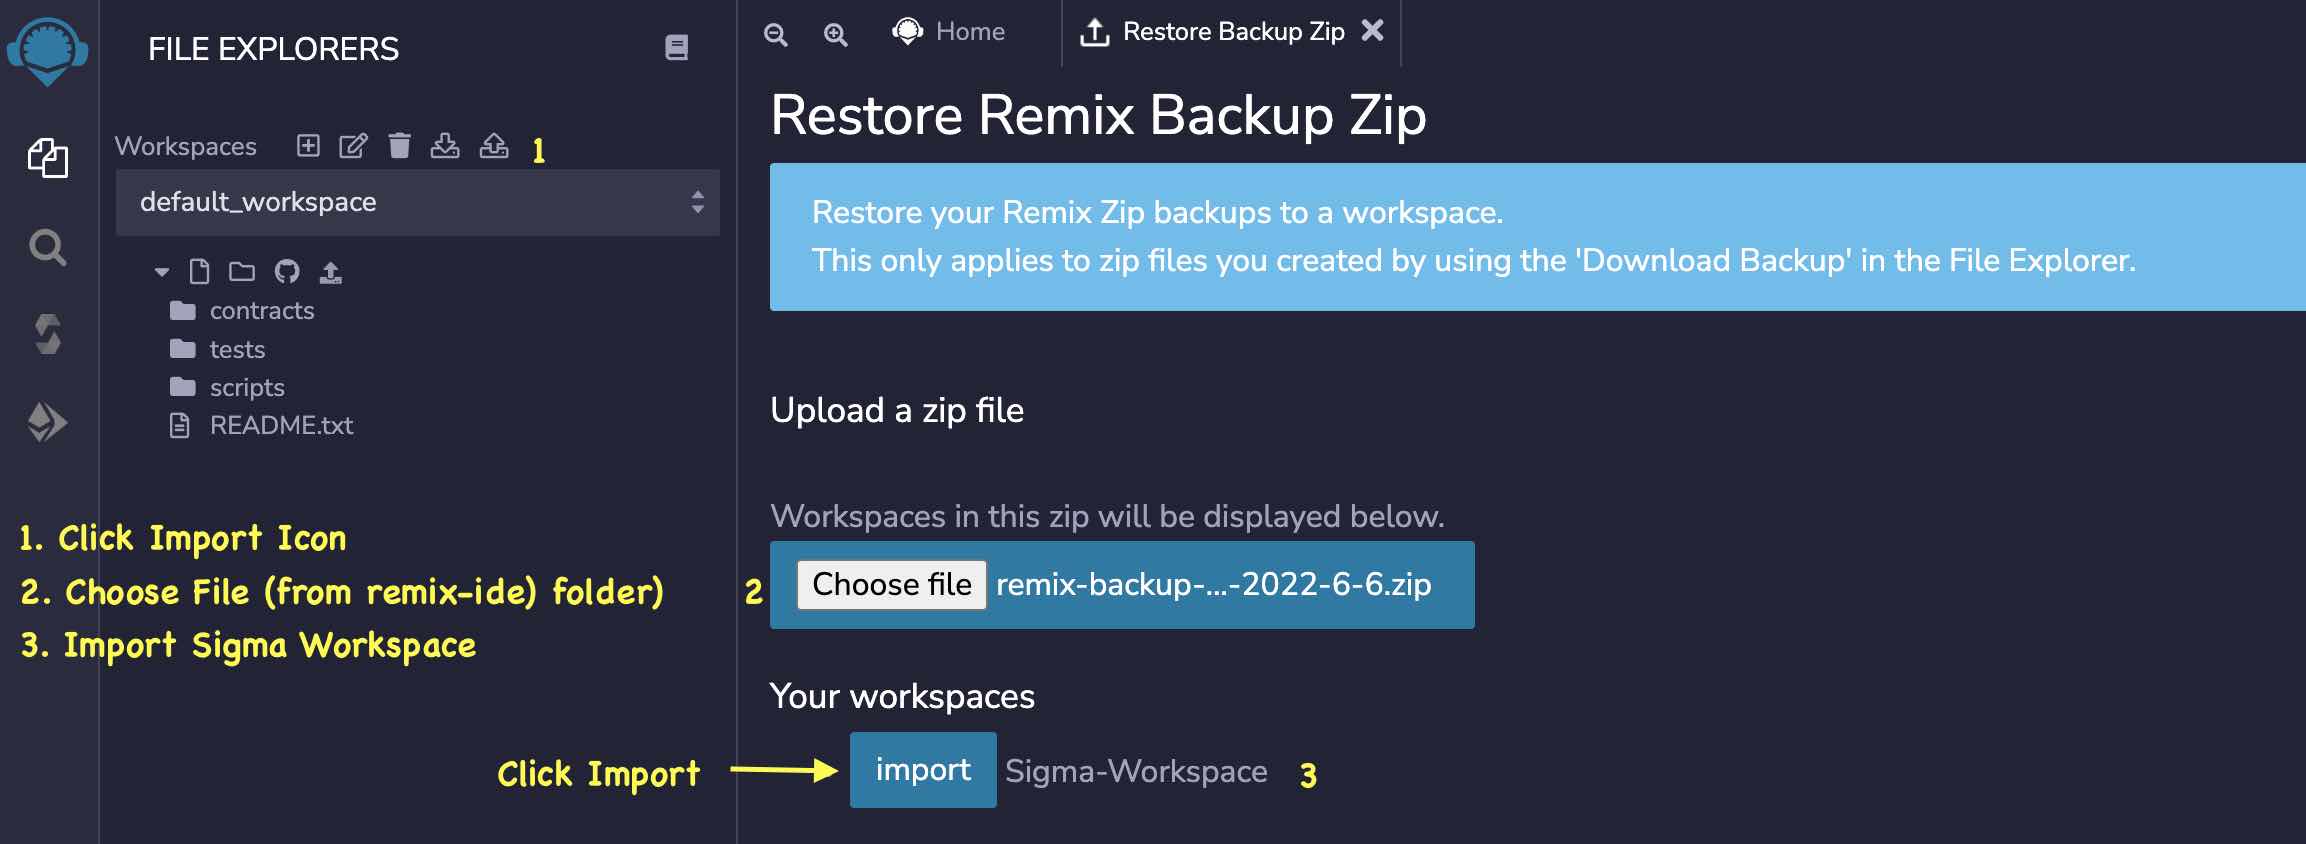 FILE EXPLORERS
Workspaces
1
default_workspace
contracts
tests
scripts
README.txt
1. Click Import Icon
2. Choose File (from remix-ide) folder)
3. Import Sigma Workspace
Home
Restore Backup Zip
Restore Remix Backup Zip
Restore your Remix Zip backups to a workspace.
This only applies to zip files you created by using the 'Download Backup' in the File Explorer.
Upload a zip file
Workspaces in this zip will be displayed below.
2 Choose file remix-backup-...-2022-6-6.zip
Your workspaces
Click Import import Sigma-Workspace 3